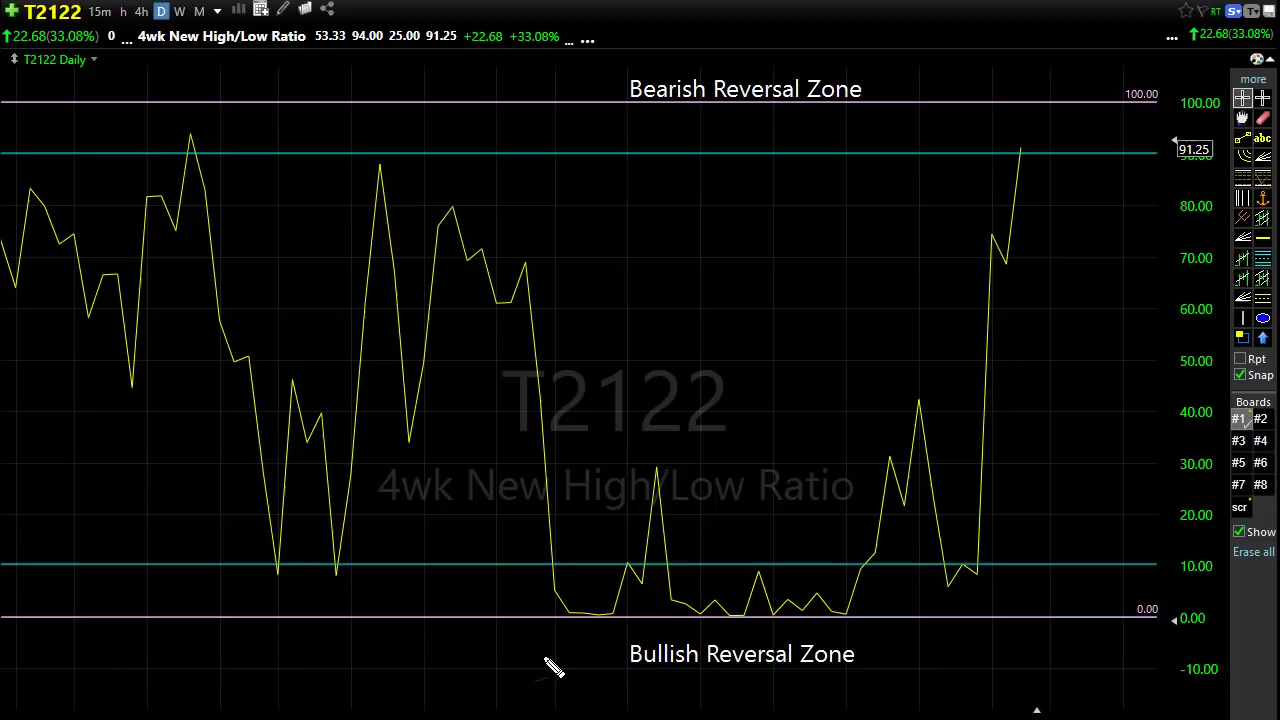 T2122 15m h 4h D W M RT S T
22.68(33.08%) 0 ... 4wk New High/Low Ratio 53.33 94.00 25.00 91.25 +22.68 +33.08% ... ... ... 22.68(33.08%)
T2122 Daily
more
Bearish Reversal Zone
100.00
100.00
91.25
90.00
abc
80.00
70.00
60.00
50.00
Rpt
Snap
T2122
Boards
40.00
#1 #2
#3 #4
30.00
#5 #6
4wk New High/Low Ratio
#7 #8
scr
20.00
Show
Erase all
10.00
0.00
0.00
Bullish Reversal Zone
-10.00